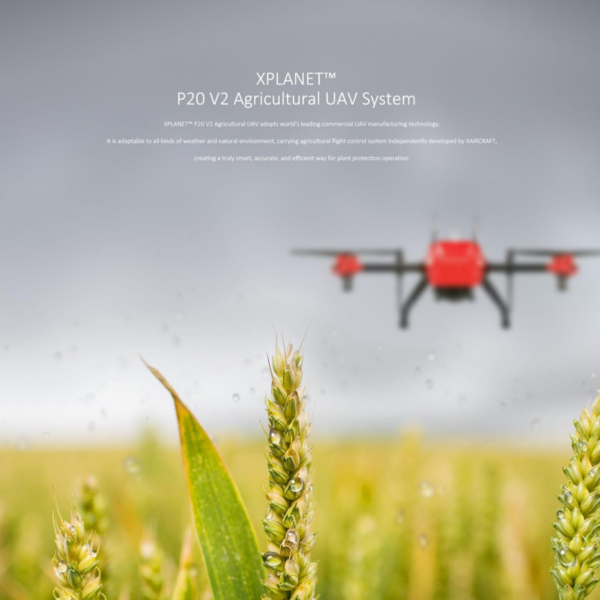 XPLANET™
P20 V2 Agricultural UAV System
XPLANET™ P20 V2 Agricultural UAV adopts world's leading commercial UAV manufacturing technology.
It is adaptable to all kinds of weather and natural environment, carrying agricultural flight control system independently developed by XAIRCRAFT,
creating a truly smart, accurate, and efficient way for plant protection operation.